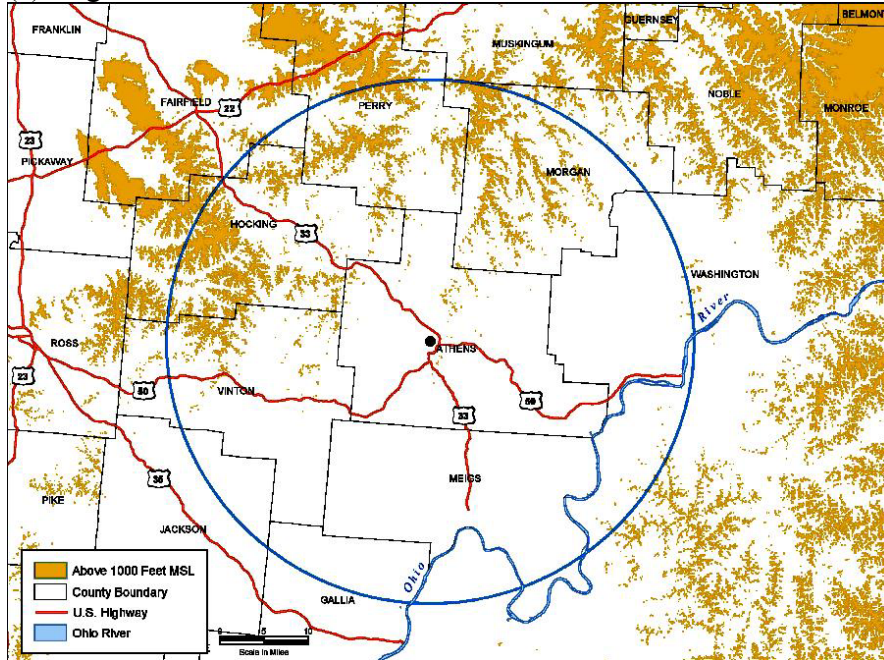 FRANKLIN
GUERNSEY
BELMONT
MUSKINGUM
FAIRFIELD
22
PERRY
NOBLE
MONROE
23
PICKAWAY
MORGAN
HOCKING
33
WASHINGTON
River
ROSS
ATHENS
23
50
VINTON
50
33
MEIGS
35
PIKE
JACKSON
Ohio
GALLIA
Above 1000 Feet MSL
County Boundary
U.S. Highway
Ohio River
0 5 10
Scale in Miles